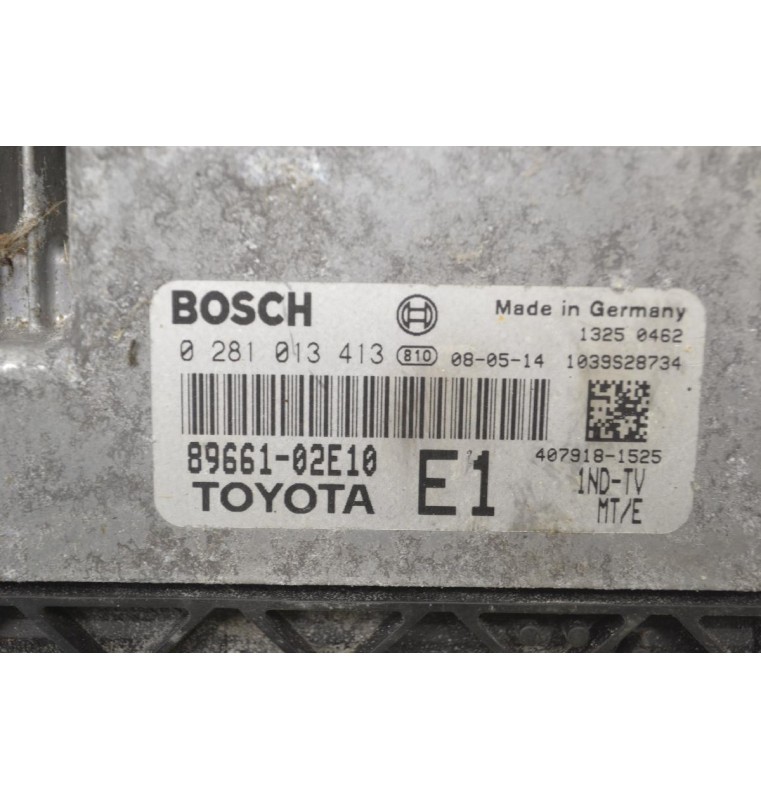 BOSCH Made in Germany
1325 0462
0 281 013 413 810 08-05-14 1039S28734
407918-1525
89661-02E10 E1 1ND-TV
TOYOTA MT/E